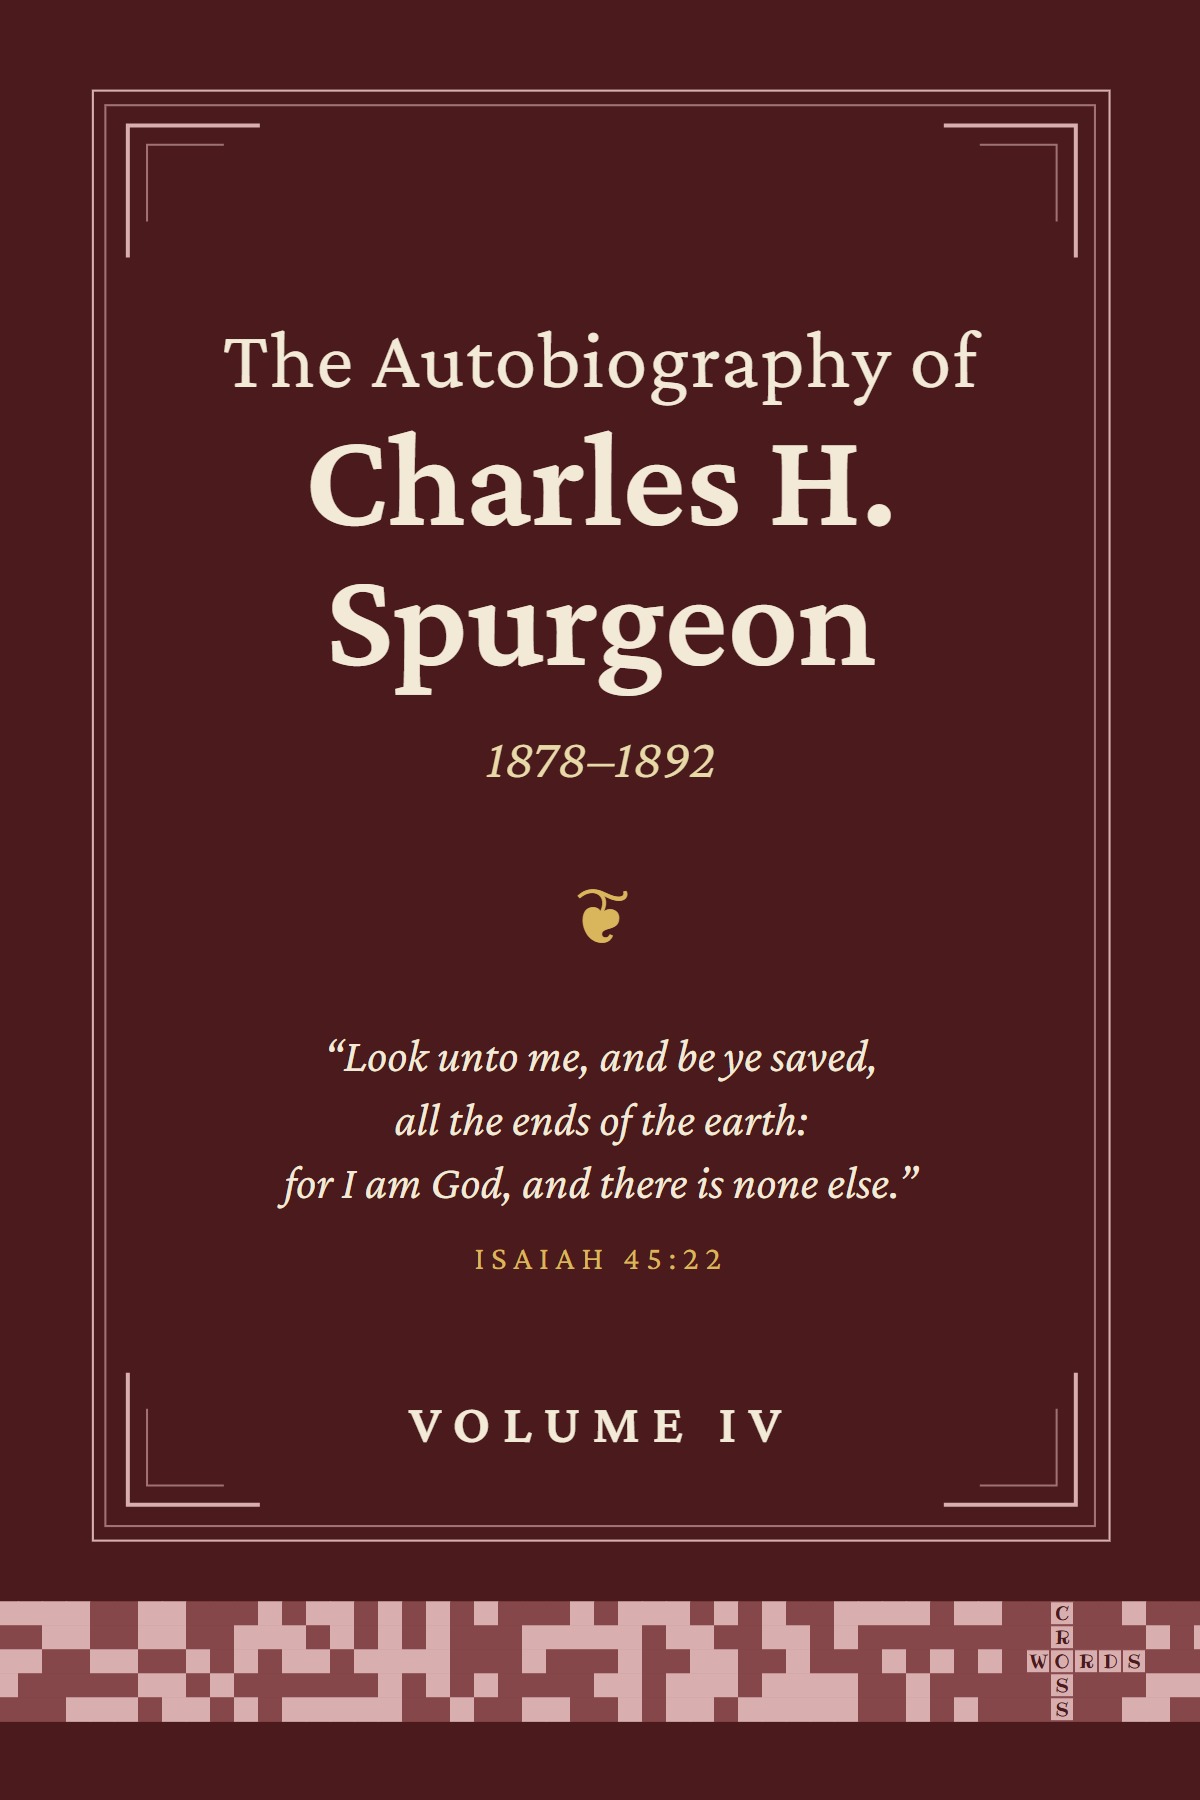 The Autobiography of
Charles H.
Spurgeon
1878–1892
“Look unto me, and be ye saved,
all the ends of the earth:
for I am God, and there is none else.”
ISAIAH 45:22
VOLUME IV
CROSS
WORDS